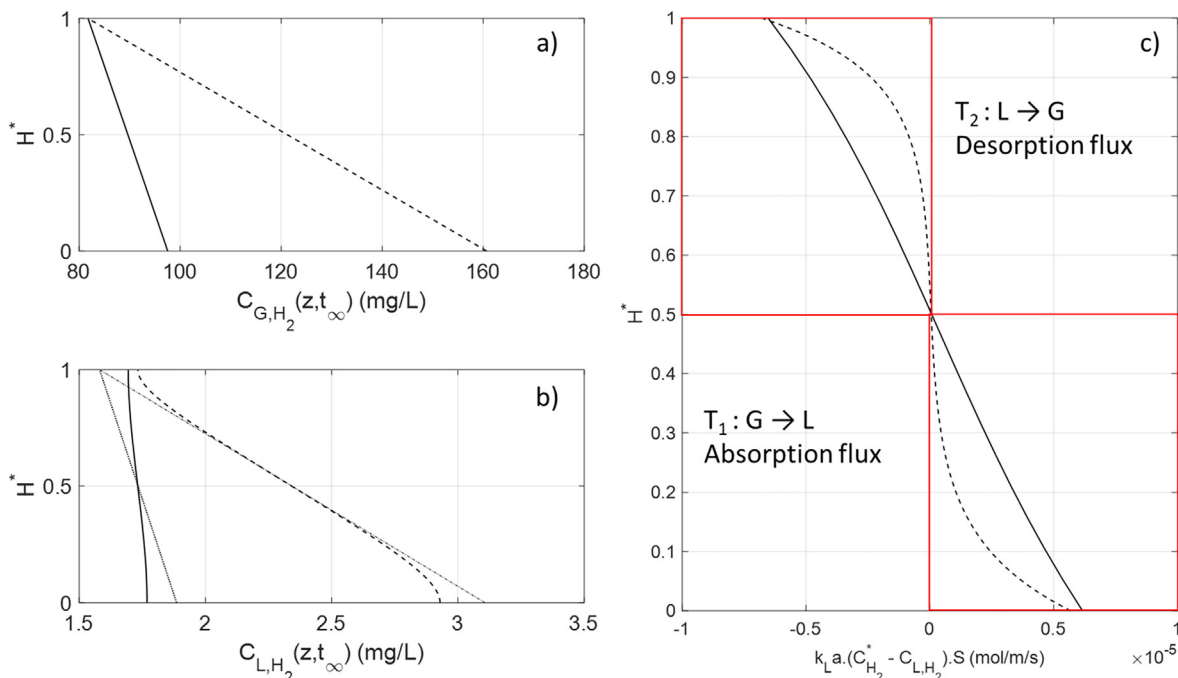 a)
1
0.5
0
H*
80 100 120 140 160 180
C_G,H₂(z,t∞) (mg/L)
b)
1
0.5
0
H*
1.5 2 2.5 3 3.5
C_L,H₂(z,t∞) (mg/L)
c)
1
0.9
0.8
0.7
0.6
0.5
0.4
0.3
0.2
0.1
0
H*
T₂ : L → G
Desorption flux
T₁ : G → L
Absorption flux
-1 -0.5 0 0.5 1
×10⁻⁵
k_La.(C*_H₂ - C_L,H₂).S (mol/m/s)